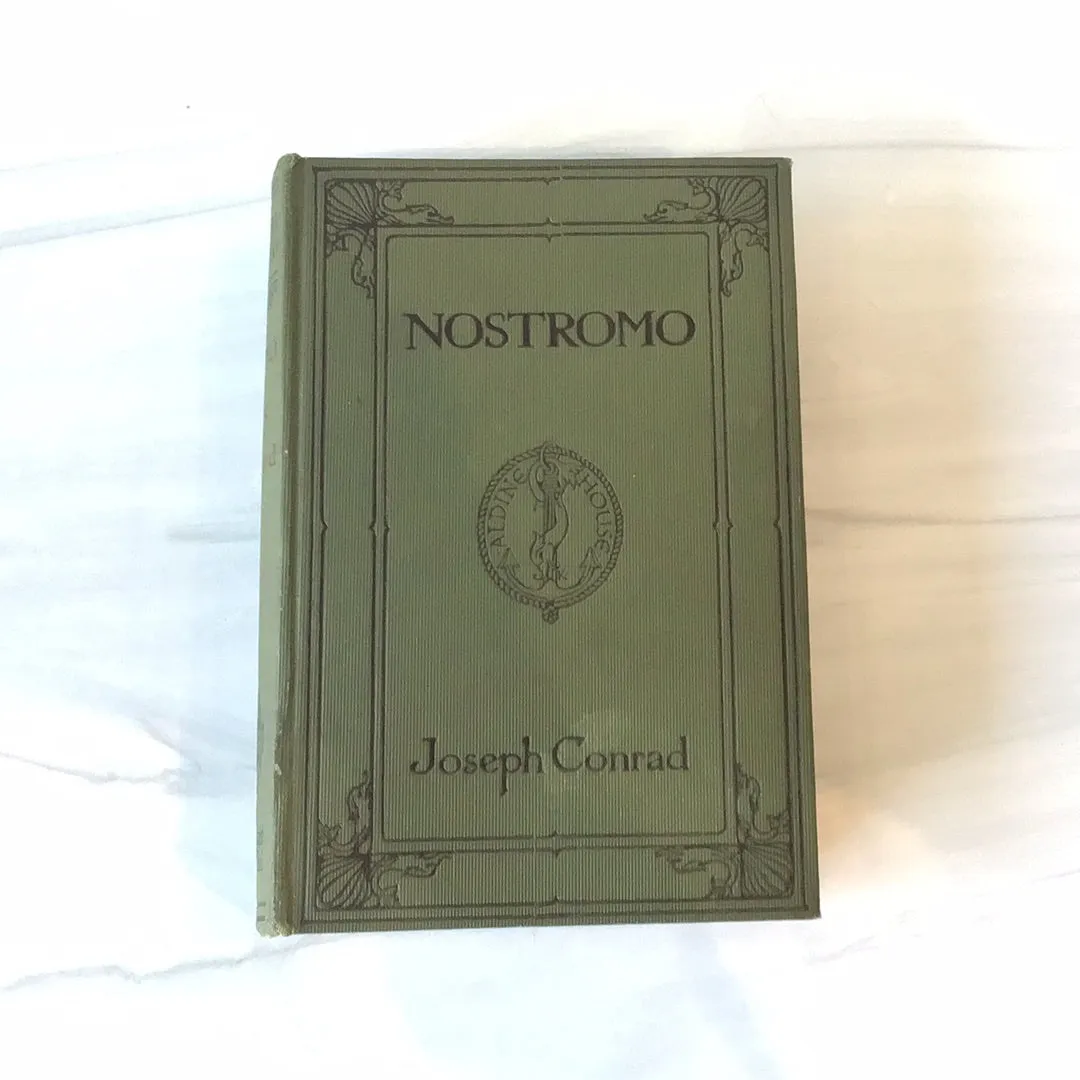 NOSTROMO
ALDINE HOUSE
Joseph Conrad